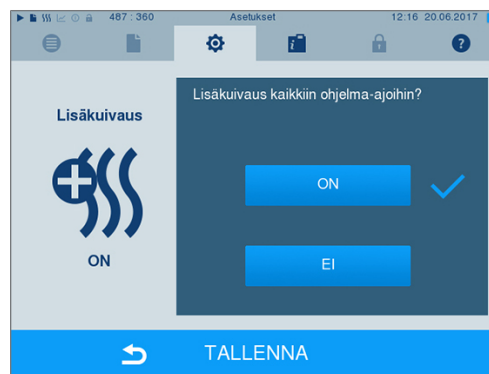 487 : 360 Asetukset 12:16 20.06.2017
Lisäkuivaus kaikkiin ohjelma-ajoihin?
Lisäkuivaus
ON
ON
EI
TALLENNA